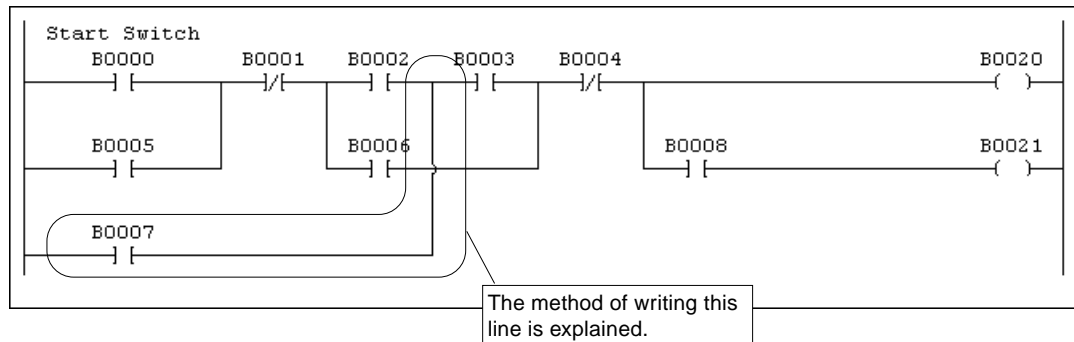 Start Switch
B0000 B0001 B0002 B0003 B0004 B0020
B0005 B0006 B0008 B0021
B0007
The method of writing this
line is explained.